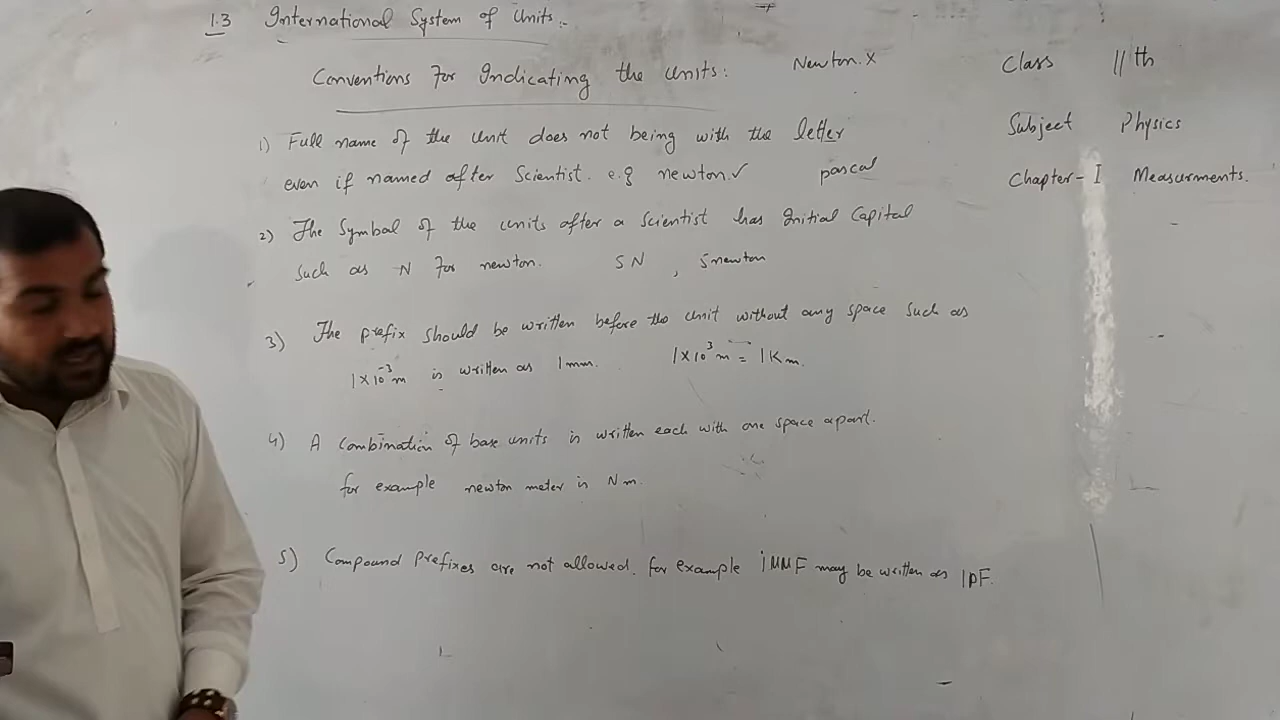 1.3 International System of Units:-
Conventions For Indicating the Units:
Newton. x
Class 11th
Subject Physics
Chapter-I Measurments.
1) Full name of the Unit does not being with the letter
even if named after Scientist. e.g newton. ✓ pascal
2) The Symbol of the units after a Scientist has Initial Capital
Such as N for newton. 5 N , 5 newton
3) The prefix should be written before the unit without any space such as
1×10⁻³ m is written as 1mm. 1×10³ m = 1Km.
4) A Combination of base units is written each with one space apart.
for example newton meter is N m.
5) Compound Prefixes are not allowed. for example 1MMF may be written as 1PF.